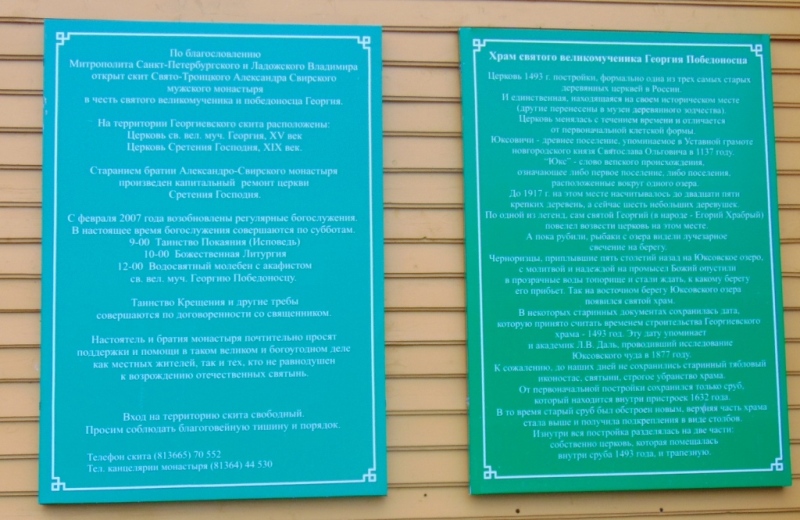 По благословлению
Митрополита Санкт-Петербургского и Ладожского Владимира
открыт скит Свято-Троицкого Александра Свирского
мужского монастыря
в честь святого великомученика и победоносца Георгия.
На территории Георгиевского скита расположены:
Церковь св. вел. муч. Георгия, XV век
Церковь Сретения Господня, XIX век.
Старанием братии Александро-Свирского монастыря
произведен капитальный ремонт церкви
Сретения Господня.
С февраля 2007 года возобновлены регулярные богослужения.
В настоящее время богослужения совершаются по субботам.
9-00 Таинство Покаяния (Исповедь)
10-00 Божественная Литургия
12-00 Водосвятный молебен с акафистом
св. вел. муч. Георгию Победоносцу.
Таинство Крещения и другие требы
совершаются по договоренности со священником.
Настоятель и братия монастыря почтительно просят
поддержки и помощи в таком великом и богоугодном деле
как местных жителей, так и тех, кто не равнодушен
к возрождению отечественных святынь.
Вход на территорию скита свободный.
Просим соблюдать благоговейную тишину и порядок.
Телефон скита (813665) 70 552
Тел. канцелярии монастыря (81364) 44 530
Храм святого великомученика Георгия Победоносца
Церковь 1493 г. постройки, формально одна из трех самых старых
деревянных церквей в России.
И единственная, находящаяся на своем историческом месте
(другие перенесены в музеи деревянного зодчества).
Церковь менялась с течением времени и отличается
от первоначальной клетской формы.
Юксовичи - древнее поселение, упоминаемое в Уставной грамоте
новгородского князя Святослава Ольговича в 1137 году.
"Юкс" - слово вепского происхождения,
означающее либо первое поселение, либо поселения,
расположенные вокруг одного озера.
До 1917 г. на этом месте насчитывалось до двадцати пяти
крепких деревень, а сейчас шесть небольших деревушек.
По одной из легенд, сам святой Георгий (в народе - Егорий Храбрый)
повелел возвести церковь на этом месте.
А пока рубили, рыбаки с озера видели лучезарное
свечение на берегу.
Черноризцы, приплывшие пять столетий назад на Юксовское озеро,
с молитвой и надеждой на промысел Божий опустили
в прозрачные воды топорище и стали ждать, к какому берегу
его прибьет. Так на восточном берегу Юксовского озера
появился святой храм.
В некоторых старинных документах сохранилась дата,
которую принято считать временем строительства Георгиевского
храма - 1493 год. Эту дату упоминает
и академик Л.В. Даль, проводивший исследование
Юксовского чуда в 1877 году.
К сожалению, до наших дней не сохранились старинный тябловый
иконостас, святыни, строгое убранство храма.
От первоначальной постройки сохранился только сруб,
который находится внутри пристроек 1632 года.
В то время старый сруб был обстроен новым, верхняя часть храма
стала выше и получила подкрепления в виде столбов.
Изнутри вся постройка разделялась на две части:
собственно церковь, которая помещалась
внутри сруба 1493 года, и трапезную.